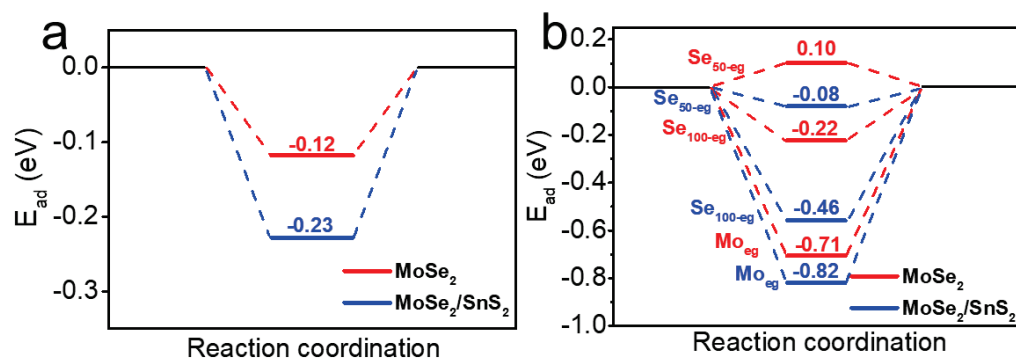 a
E_ad (eV)
0.0
-0.1
-0.2
-0.3
-0.12
-0.23
MoSe₂
MoSe₂/SnS₂
Reaction coordination
b
E_ad (eV)
0.2
0.0
-0.2
-0.4
-0.6
-0.8
-1.0
Se₅₀₋eg
0.10
Se₅₀₋eg
-0.08
Se₁₀₀₋eg
-0.22
Se₁₀₀₋eg
-0.46
Mo_eg
-0.71
Mo_eg
-0.82
MoSe₂
MoSe₂/SnS₂
Reaction coordination